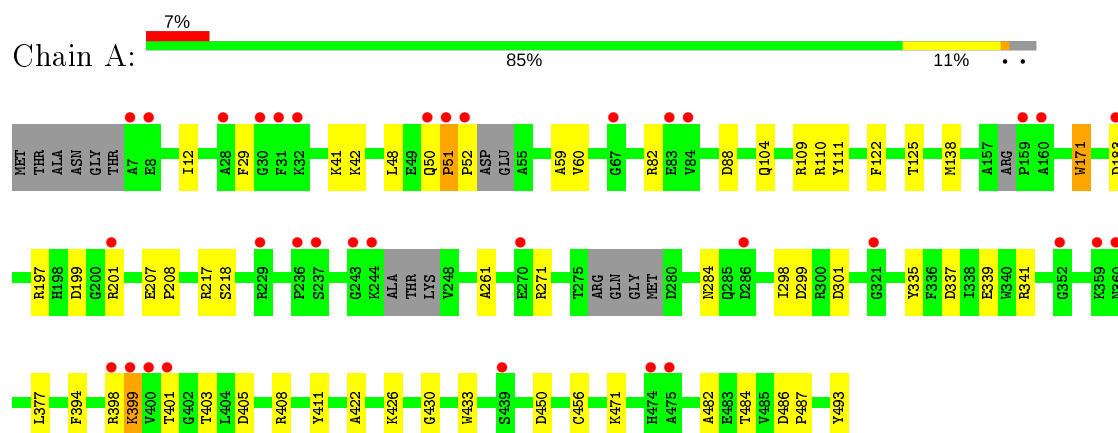 7%
Chain A:
85% 11% • •
MET THR ALA ASN GLY THR A7 E8 I12 A28 F29 G30 F31 K32 K41 K42 L48 E49 Q50 P51 P52 ASP GLU A55 A59 V60 G67 R82 E83 V84 D88 Q104 R109 R110 Y111 F122 T125 M138 A157 ARG P159 A160 W171 D183
R197 H198 D199 G200 R201 E207 P208 R217 S218 R229 P236 S237 G243 K244 ALA THR LYS V248 A261 E270 R271 T275 ARG GLN GLY MET D280 N284 Q285 D286 I298 D299 R300 D301 G321 Y335 F336 D337 I338 E339 W340 R341 G352 K359 N360
L377 F394 R398 K399 V400 T401 G402 T403 L404 D405 R408 Y411 A422 K426 G430 W433 S439 D450 C456 K471 H474 A475 A482 E483 T484 V485 D486 P487 Y493